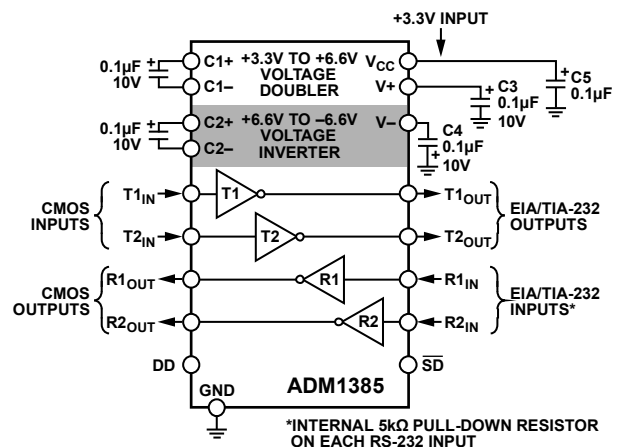 +3.3V INPUT
0.1µF
10V
+
C1+
C1–
+3.3V TO +6.6V
VOLTAGE
DOUBLER
VCC
V+
+
C3
0.1µF
10V
+
C5
0.1µF
0.1µF
10V
+
C2+
C2–
+6.6V TO –6.6V
VOLTAGE
INVERTER
V–
C4
0.1µF
10V
+
CMOS
INPUTS
T1IN
T2IN
T1
T2
T1OUT
T2OUT
EIA/TIA-232
OUTPUTS
CMOS
OUTPUTS
R1OUT
R2OUT
R1
R2
R1IN
R2IN
EIA/TIA-232
INPUTS*
DD
GND
ADM1385
SD
*INTERNAL 5kΩ PULL-DOWN RESISTOR
ON EACH RS-232 INPUT